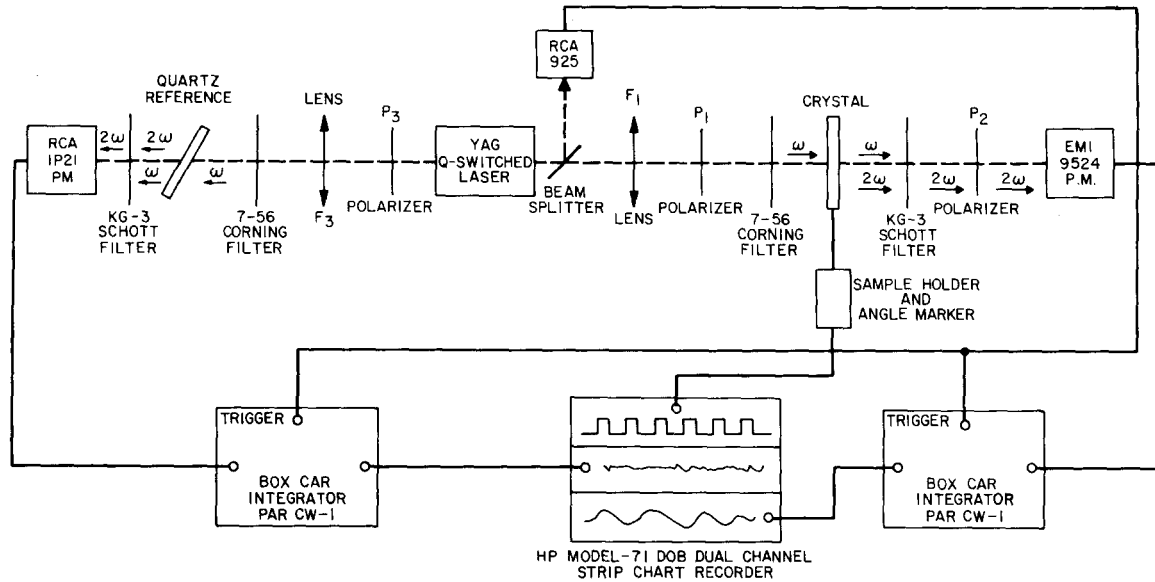 RCA
925
QUARTZ
REFERENCE
LENS
P3
F1
P1
CRYSTAL
P2
RCA
1P21
PM
2ω
2ω
ω
ω
YAG
Q-SWITCHED
LASER
ω
ω
2ω
2ω
2ω
EMI
9524
P.M.
KG-3
SCHOTT
FILTER
7-56
CORNING
FILTER
F3
POLARIZER
BEAM
SPLITTER
LENS
POLARIZER
7-56
CORNING
FILTER
KG-3
SCHOTT
FILTER
POLARIZER
SAMPLE HOLDER
AND
ANGLE MARKER
TRIGGER
BOX CAR
INTEGRATOR
PAR CW-1
TRIGGER
BOX CAR
INTEGRATOR
PAR CW-1
HP MODEL-71 DOB DUAL CHANNEL
STRIP CHART RECORDER